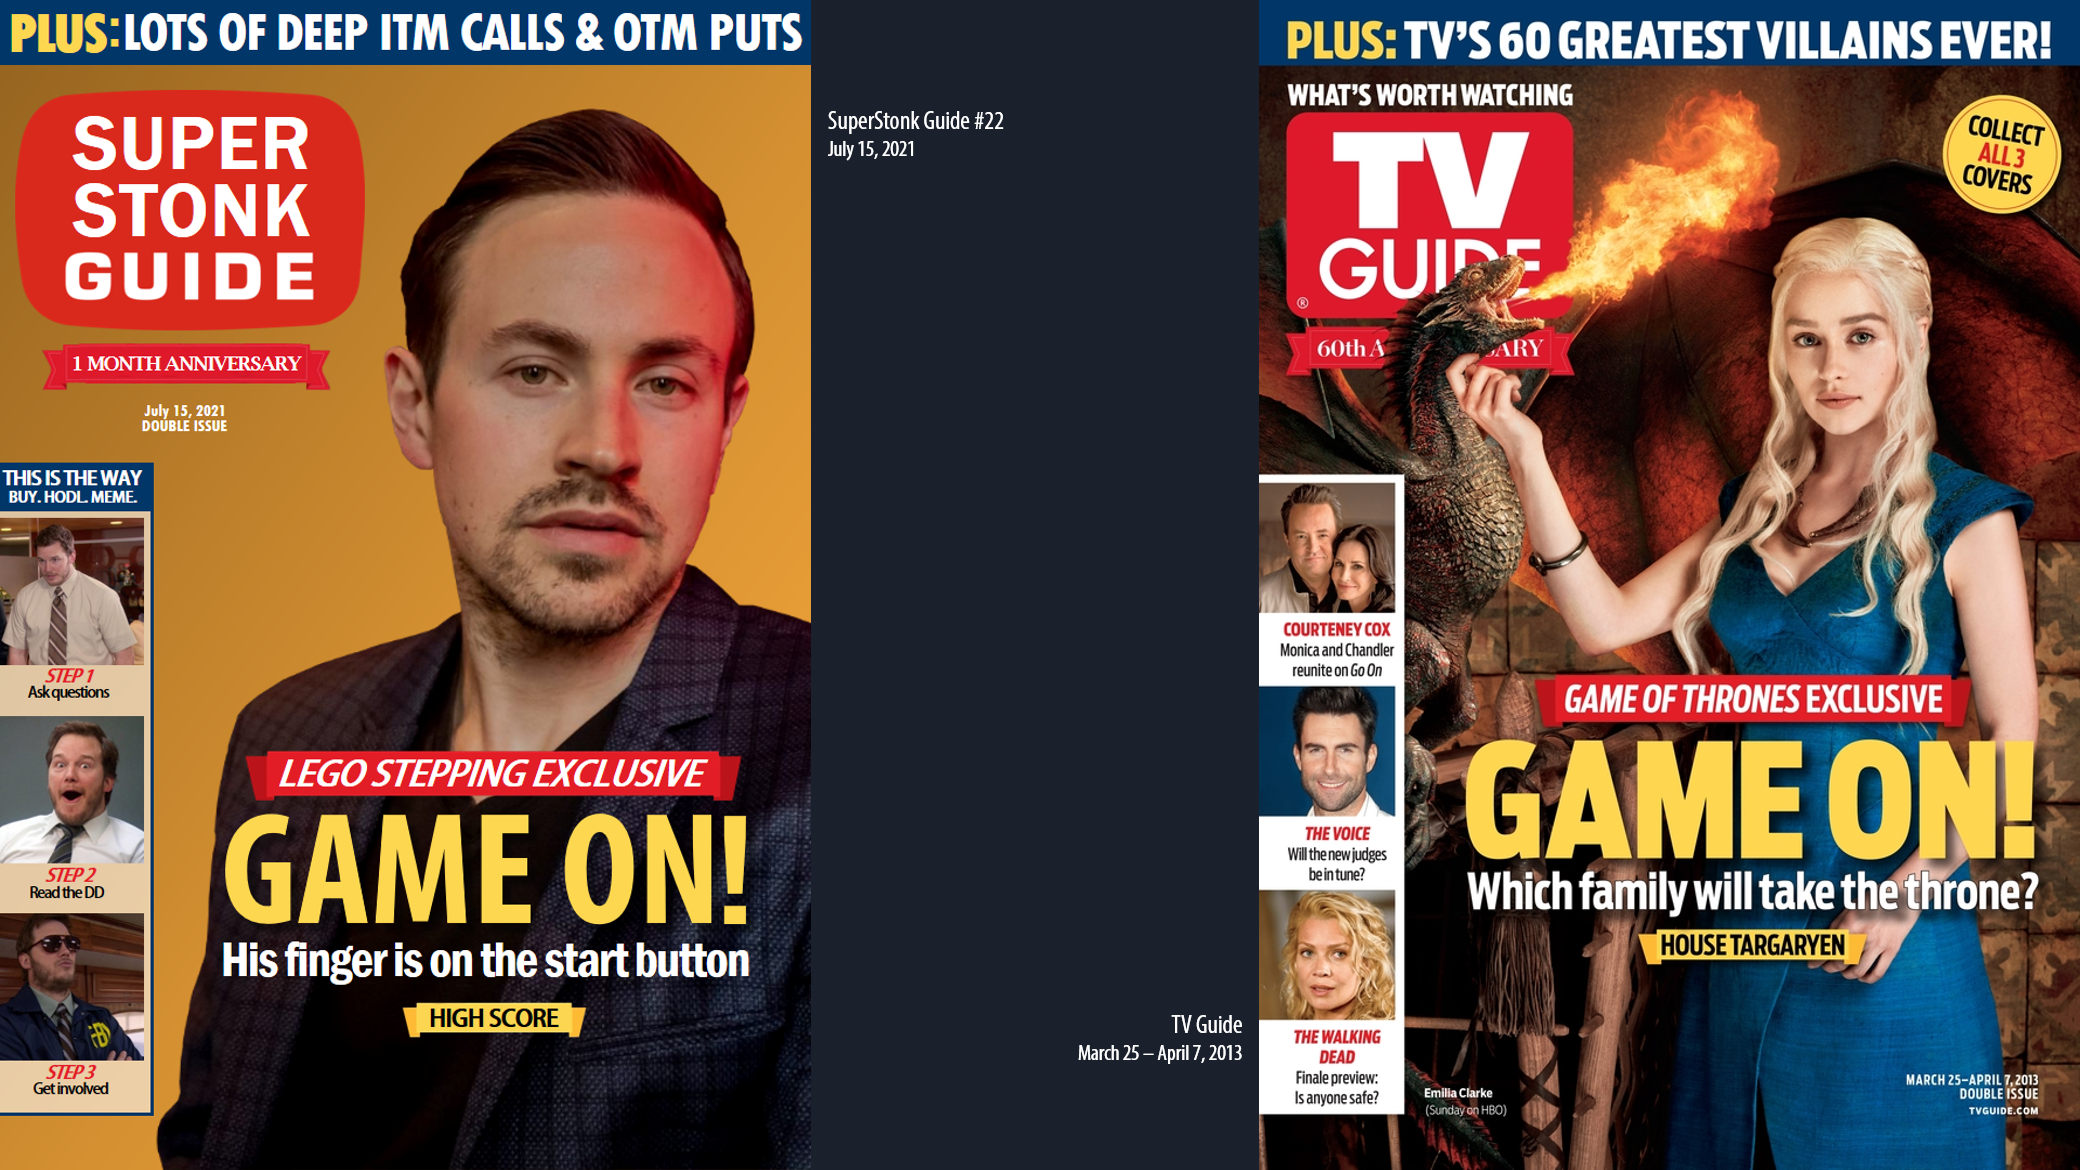 PLUS: LOTS OF DEEP ITM CALLS & OTM PUTS
SUPER
STONK
GUIDE
1 MONTH ANNIVERSARY
July 15, 2021
DOUBLE ISSUE
THIS IS THE WAY
BUY. HODL. MEME.
STEP 1
Ask questions
STEP 2
Read the DD
STEP 3
Get involved
LEGO STEPPING EXCLUSIVE
GAME ON!
His finger is on the start button
HIGH SCORE
SuperStonk Guide #22
July 15, 2021
TV Guide
March 25 – April 7, 2013
PLUS: TV'S 60 GREATEST VILLAINS EVER!
WHAT'S WORTH WATCHING
TV
GUIDE
®
60th A ARY
COLLECT
ALL 3
COVERS
COURTENEY COX
Monica and Chandler
reunite on Go On
THE VOICE
Will the new judges
be in tune?
THE WALKING
DEAD
Finale preview:
Is anyone safe?
GAME OF THRONES EXCLUSIVE
GAME ON!
Which family will take the throne?
HOUSE TARGARYEN
Emilia Clarke
(Sunday on HBO)
MARCH 25–APRIL 7, 2013
DOUBLE ISSUE
TVGUIDE.COM